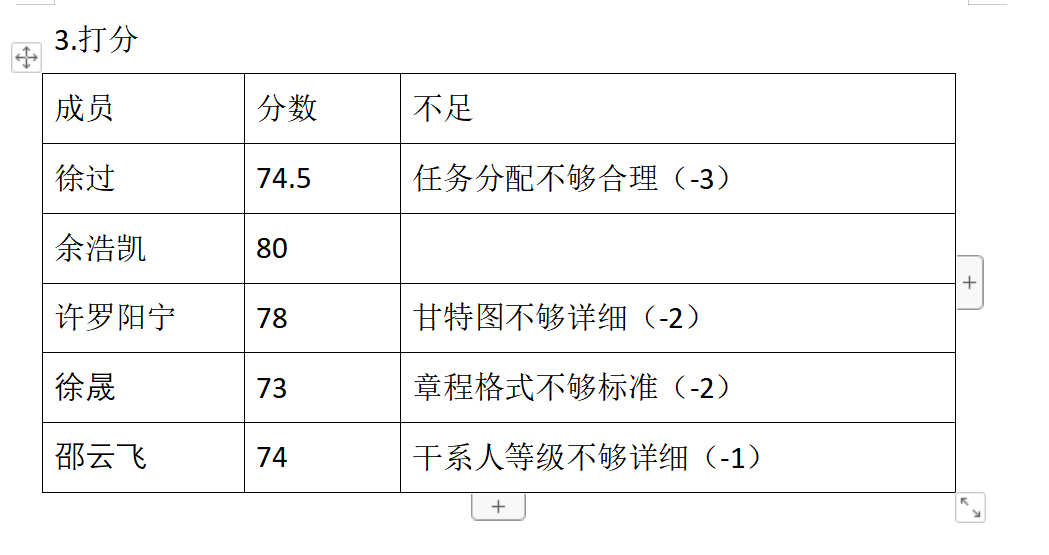 3.打分
成员 分数 不足
徐过 74.5 任务分配不够合理（-3）
余浩凯 80
许罗阳宁 78 甘特图不够详细（-2）
徐晟 73 章程格式不够标准（-2）
邵云飞 74 干系人等级不够详细（-1）